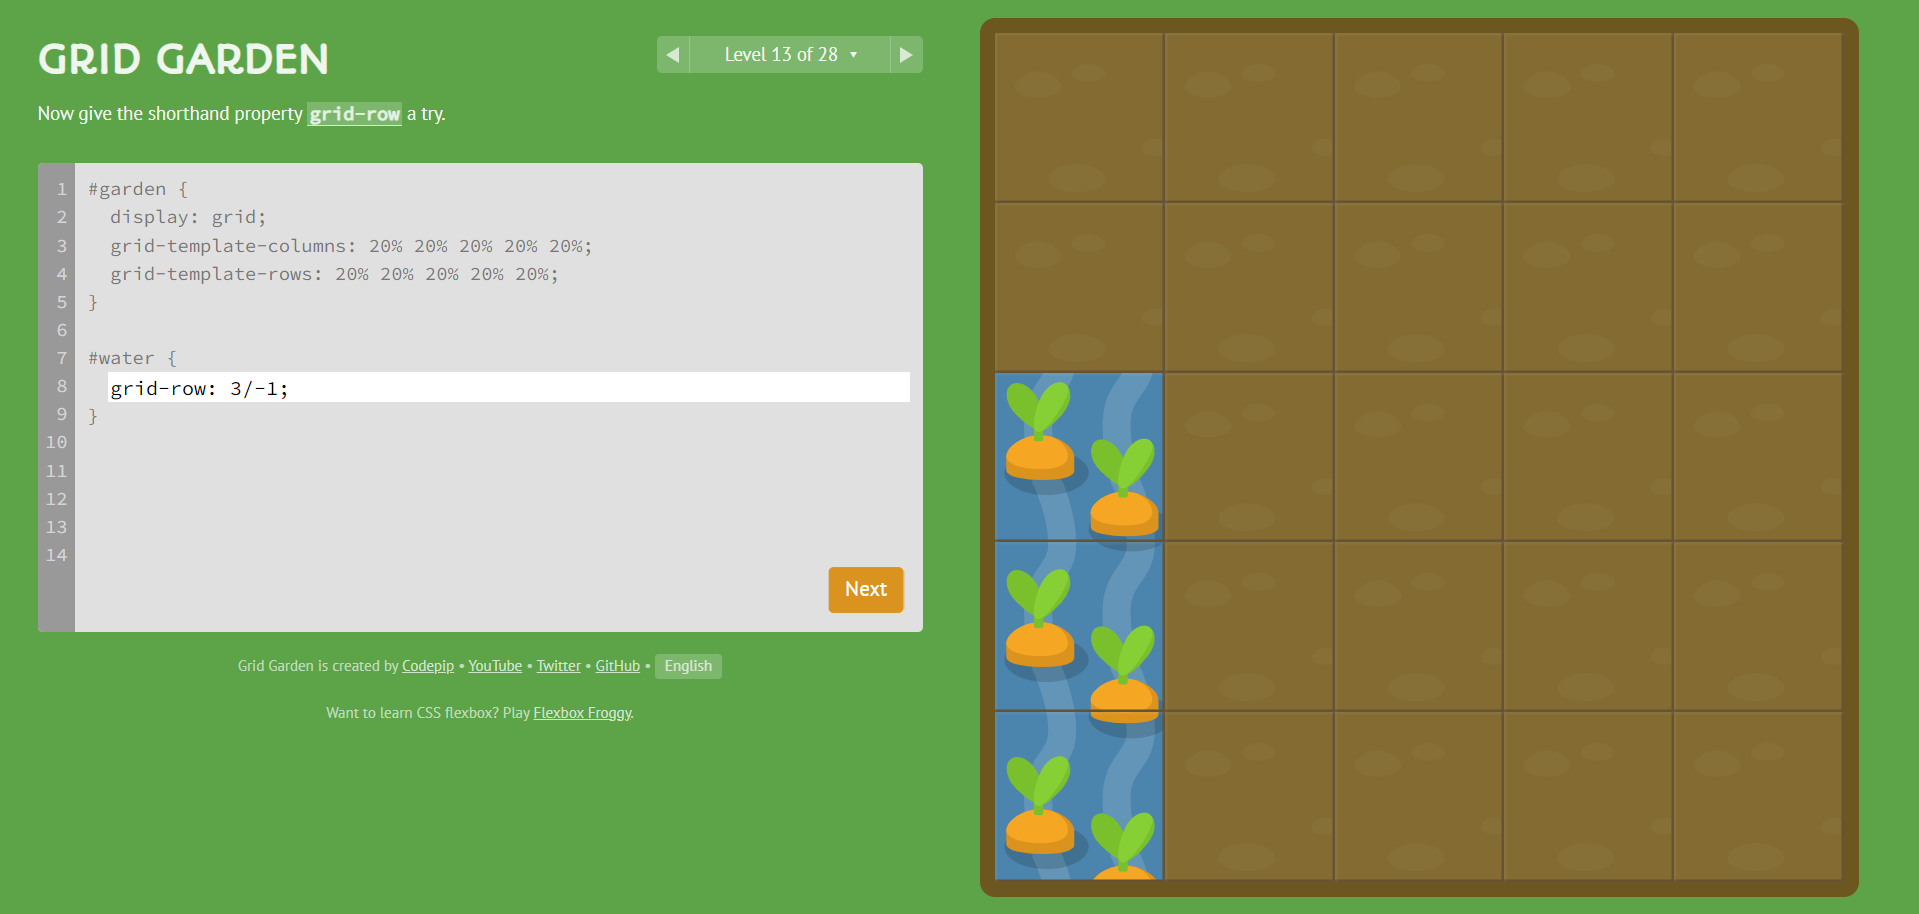 GRID GARDEN
◀ Level 13 of 28 ▼ ▶
Now give the shorthand property grid-row a try.
1 #garden {
2   display: grid;
3   grid-template-columns: 20% 20% 20% 20% 20%;
4   grid-template-rows: 20% 20% 20% 20% 20%;
5 }
6
7 #water {
8   grid-row: 3/-1;
9 }
10
11
12
13
14
Next
Grid Garden is created by Codepip • YouTube • Twitter • GitHub • English
Want to learn CSS flexbox? Play Flexbox Froggy.